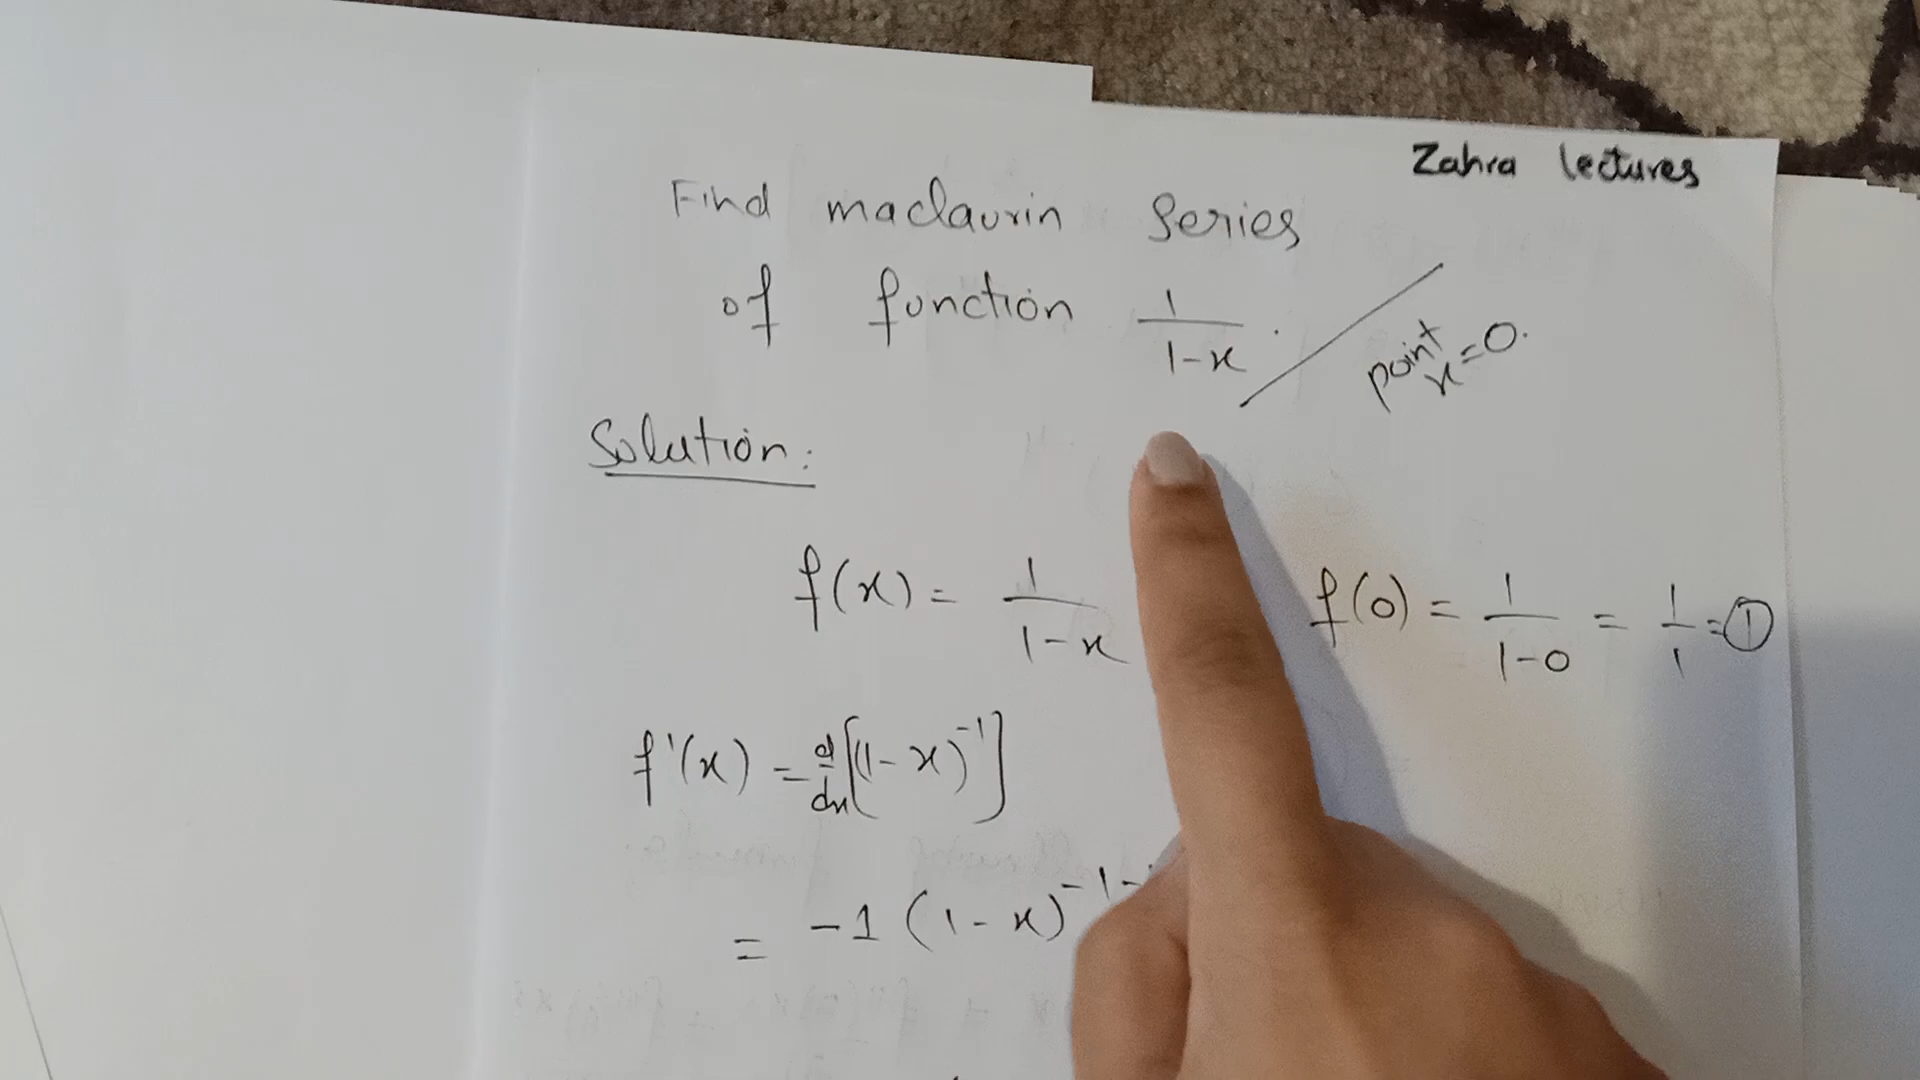 Zahra lectures
Find maclaurin series
of function 1/(1-x).
point
x=0.
Solution:
f(x) = 1/(1-x)
f(0) = 1/(1-0) = 1/1 = 1
f'(x) = d/dx[(1-x)^-1]
= -1 (1-x)^-1-